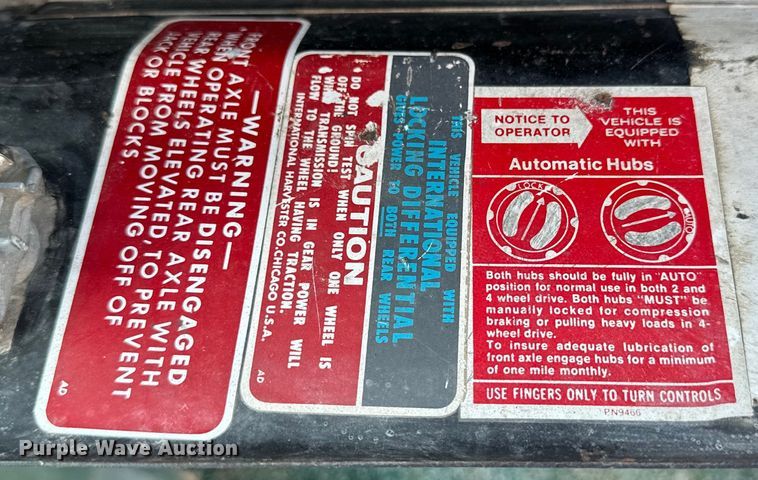 —WARNING—
FRONT AXLE MUST BE DISENGAGED
WHEN OPERATING REAR AXLE WITH
REAR WHEELS ELEVATED, TO PREVENT
VEHICLE FROM MOVING OFF OF
JACK OR BLOCKS.
AD
THIS VEHICLE EQUIPPED WITH
INTERNATIONAL
LOCKING DIFFERENTIAL
GIVES POWER TO BOTH REAR WHEELS
CAUTION
• DO NOT SPIN TEST WHEN ONLY ONE WHEEL IS
OFF THE GROUND!
• WHEN TRANSMISSION IS IN GEAR POWER WILL
FLOW TO THE WHEEL HAVING TRACTION.
INTERNATIONAL HARVESTER CO. CHICAGO U.S.A.
AD
NOTICE TO
OPERATOR
THIS
VEHICLE IS
EQUIPPED
WITH
Automatic Hubs
LOCK
AUTO
Both hubs should be fully in "AUTO"
position for normal use in both 2 and
4 wheel drive. Both hubs "MUST" be
manually locked for compression
braking or pulling heavy loads in 4-
wheel drive.
To insure adequate lubrication of
front axle engage hubs for a minimum
of one mile monthly.
USE FINGERS ONLY TO TURN CONTROLS
PN9466
Purple Wave Auction